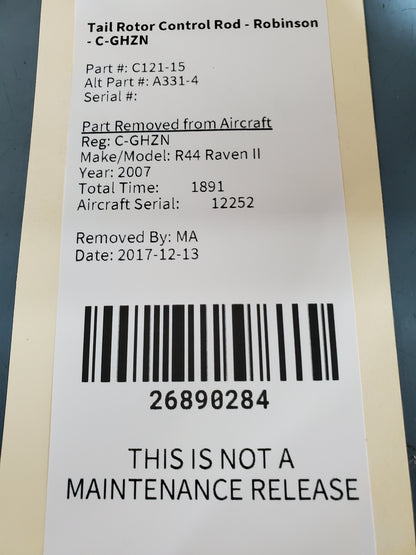 Tail Rotor Control Rod - Robinson
- C-GHZN
Part #: C121-15
Alt Part #: A331-4
Serial #:
Part Removed from Aircraft
Reg: C-GHZN
Make/Model: R44 Raven II
Year: 2007
Total Time: 1891
Aircraft Serial: 12252
Removed By: MA
Date: 2017-12-13
26890284
THIS IS NOT A
MAINTENANCE RELEASE